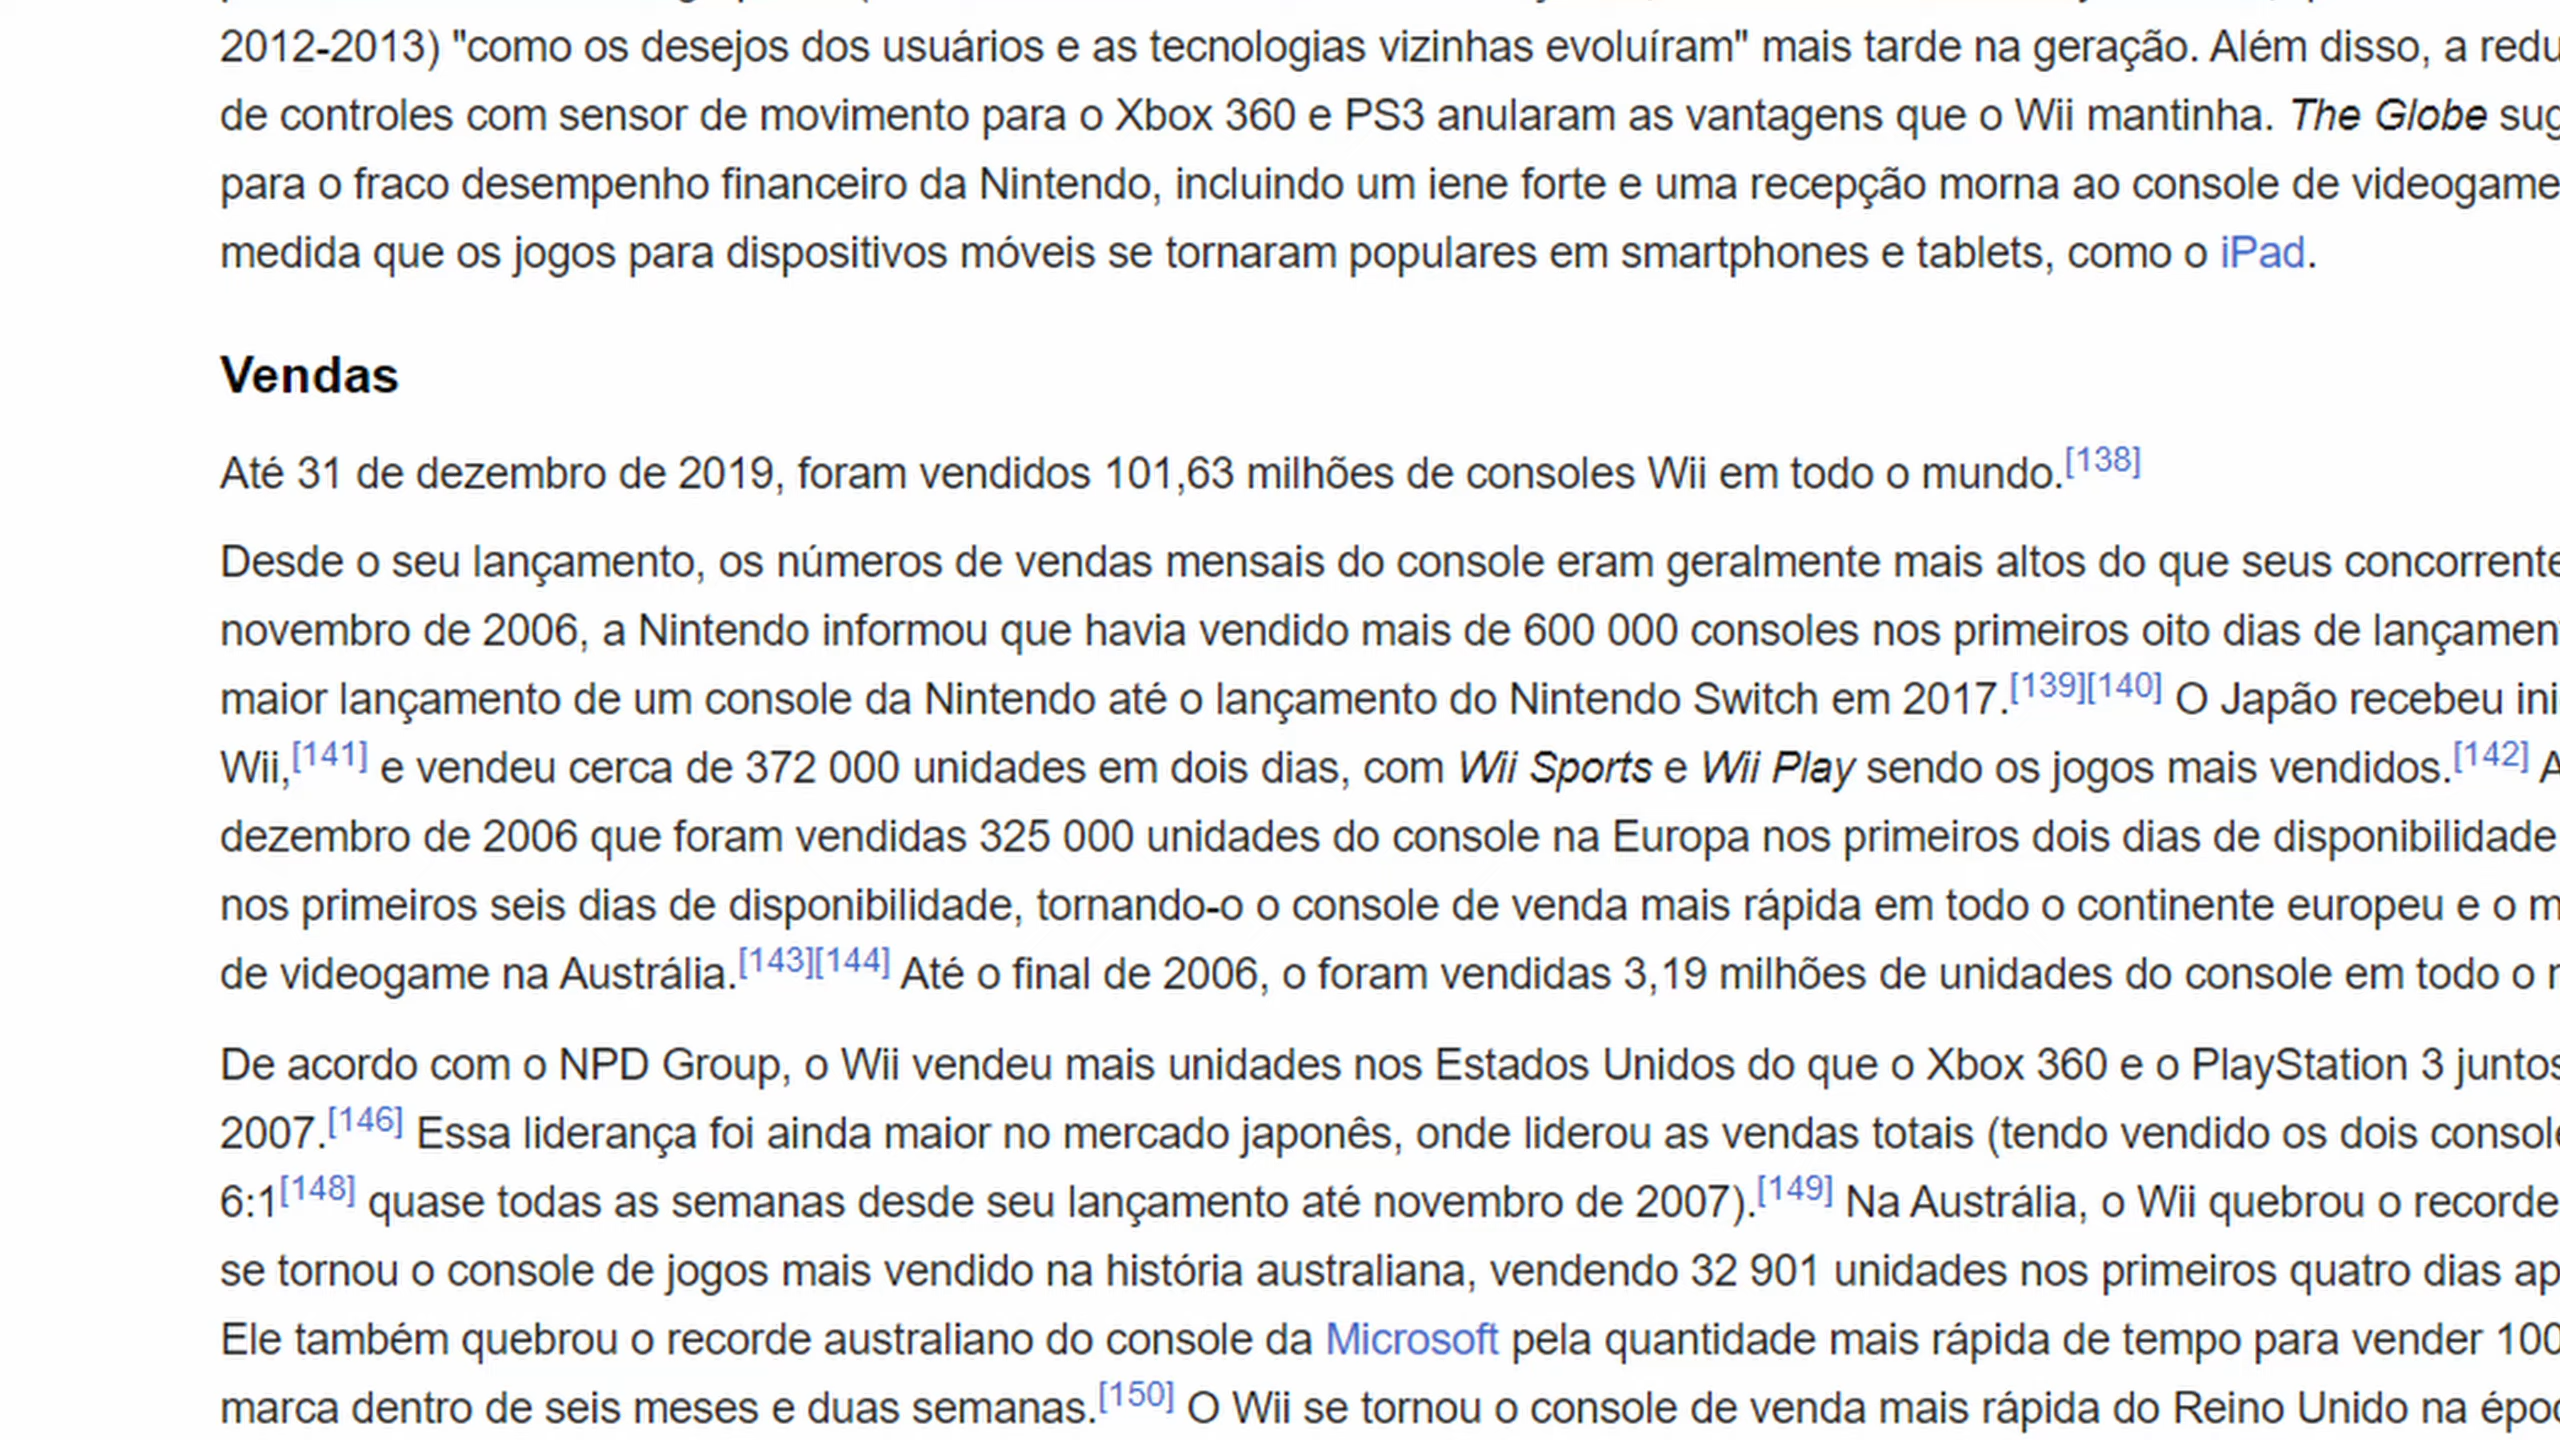 2012-2013) "como os desejos dos usuários e as tecnologias vizinhas evoluíram" mais tarde na geração. Além disso, a redu
de controles com sensor de movimento para o Xbox 360 e PS3 anularam as vantagens que o Wii mantinha. The Globe sug
para o fraco desempenho financeiro da Nintendo, incluindo um iene forte e uma recepção morna ao console de videogame
medida que os jogos para dispositivos móveis se tornaram populares em smartphones e tablets, como o iPad.
Vendas
Até 31 de dezembro de 2019, foram vendidos 101,63 milhões de consoles Wii em todo o mundo.[138]
Desde o seu lançamento, os números de vendas mensais do console eram geralmente mais altos do que seus concorrente
novembro de 2006, a Nintendo informou que havia vendido mais de 600 000 consoles nos primeiros oito dias de lançamen
maior lançamento de um console da Nintendo até o lançamento do Nintendo Switch em 2017.[139][140] O Japão recebeu ini
Wii,[141] e vendeu cerca de 372 000 unidades em dois dias, com Wii Sports e Wii Play sendo os jogos mais vendidos.[142] A
dezembro de 2006 que foram vendidas 325 000 unidades do console na Europa nos primeiros dois dias de disponibilidade
nos primeiros seis dias de disponibilidade, tornando-o o console de venda mais rápida em todo o continente europeu e o m
de videogame na Austrália.[143][144] Até o final de 2006, o foram vendidas 3,19 milhões de unidades do console em todo o
De acordo com o NPD Group, o Wii vendeu mais unidades nos Estados Unidos do que o Xbox 360 e o PlayStation 3 juntos
2007.[146] Essa liderança foi ainda maior no mercado japonês, onde liderou as vendas totais (tendo vendido os dois console
6:1[148] quase todas as semanas desde seu lançamento até novembro de 2007).[149] Na Austrália, o Wii quebrou o recorde
se tornou o console de jogos mais vendido na história australiana, vendendo 32 901 unidades nos primeiros quatro dias ap
Ele também quebrou o recorde australiano do console da Microsoft pela quantidade mais rápida de tempo para vender 100
marca dentro de seis meses e duas semanas.[150] O Wii se tornou o console de venda mais rápida do Reino Unido na époc